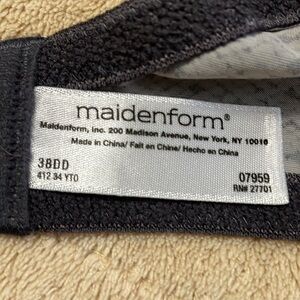 maidenform®
Maidenform, Inc. 200 Madison Avenue, New York, NY 10016
Made in China/ Fait en Chine/ Hecho en China
38DD 07959
412 34 YTO RN# 27701